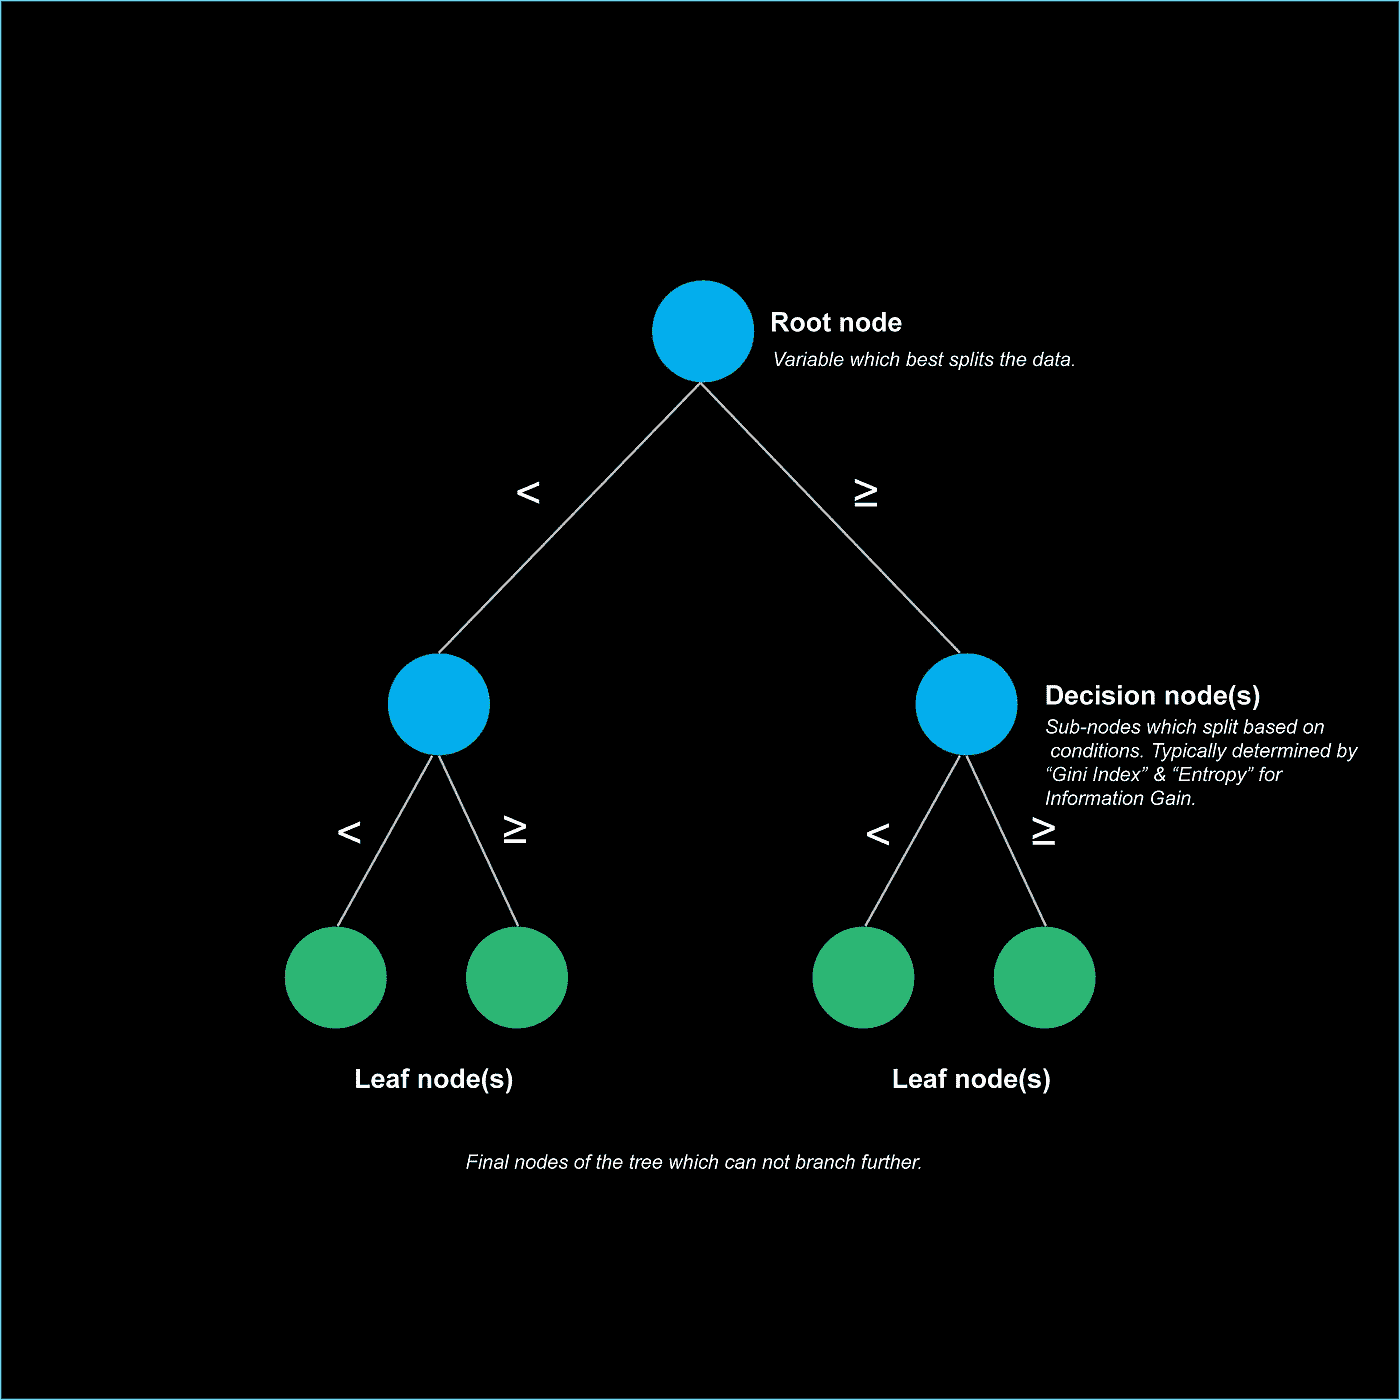 Root node
Variable which best splits the data.
< ≥
Decision node(s)
Sub-nodes which split based on
conditions. Typically determined by
“Gini Index” & “Entropy” for
Information Gain.
< ≥ < ≥
Leaf node(s) Leaf node(s)
Final nodes of the tree which can not branch further.